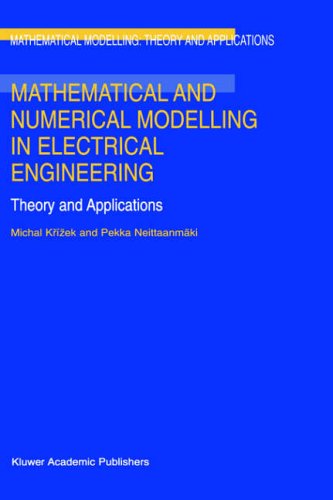 MATHEMATICAL MODELLING: THEORY AND APPLICATIONS
MATHEMATICAL AND
NUMERICAL MODELLING
IN ELECTRICAL
ENGINEERING
Theory and Applications
Michal Křížek and Pekka Neittaanmäki
Kluwer Academic Publishers